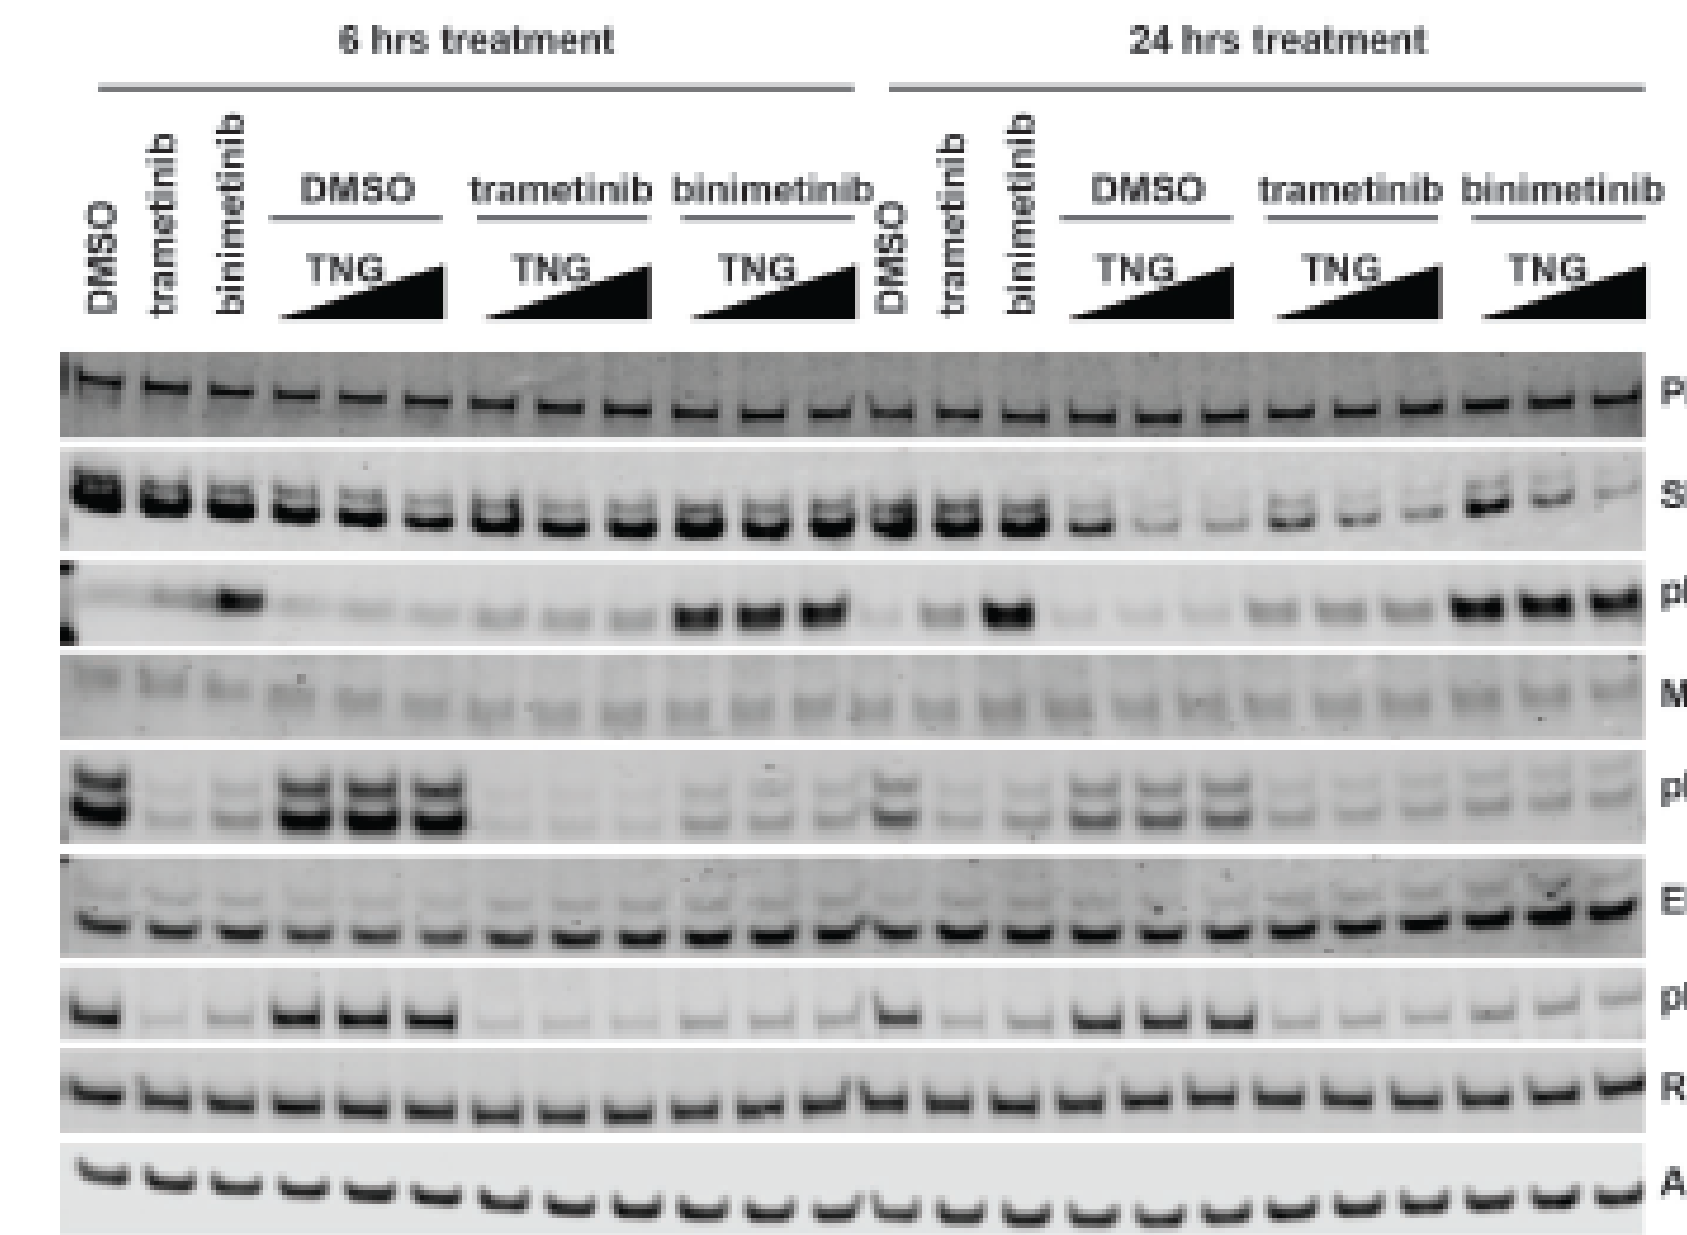 6 hrs treatment 24 hrs treatment
DMSO trametinib binimetinib DMSO trametinib binimetinib DMSO trametinib binimetinib DMSO trametinib binimetinib
TNG TNG TNG TNG TNG TNG
P
S
p
M
p
E
p
R
A